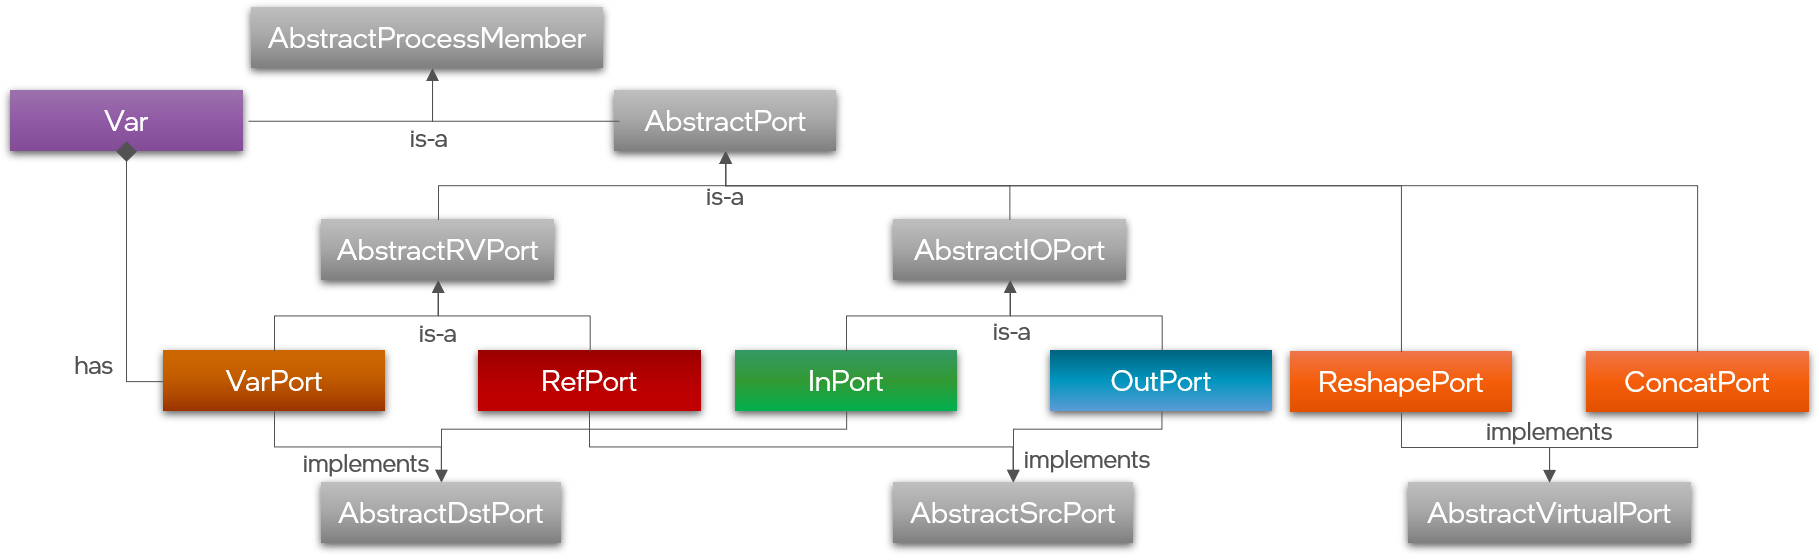 AbstractProcessMember
Var
AbstractPort
is-a
is-a
AbstractRVPort
AbstractIOPort
is-a
is-a
has
VarPort
RefPort
InPort
OutPort
ReshapePort
ConcatPort
implements
implements
implements
AbstractDstPort
AbstractSrcPort
AbstractVirtualPort